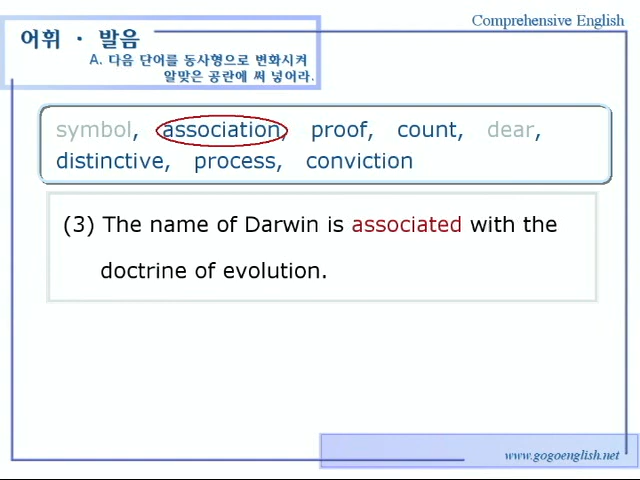 Comprehensive English
어휘 · 발음
A. 다음 단어를 동사형으로 변화시켜
알맞은 공란에 써 넣어라.
symbol, association, proof, count, dear,
distinctive, process, conviction
(3) The name of Darwin is associated with the
doctrine of evolution.
www.gogoenglish.net